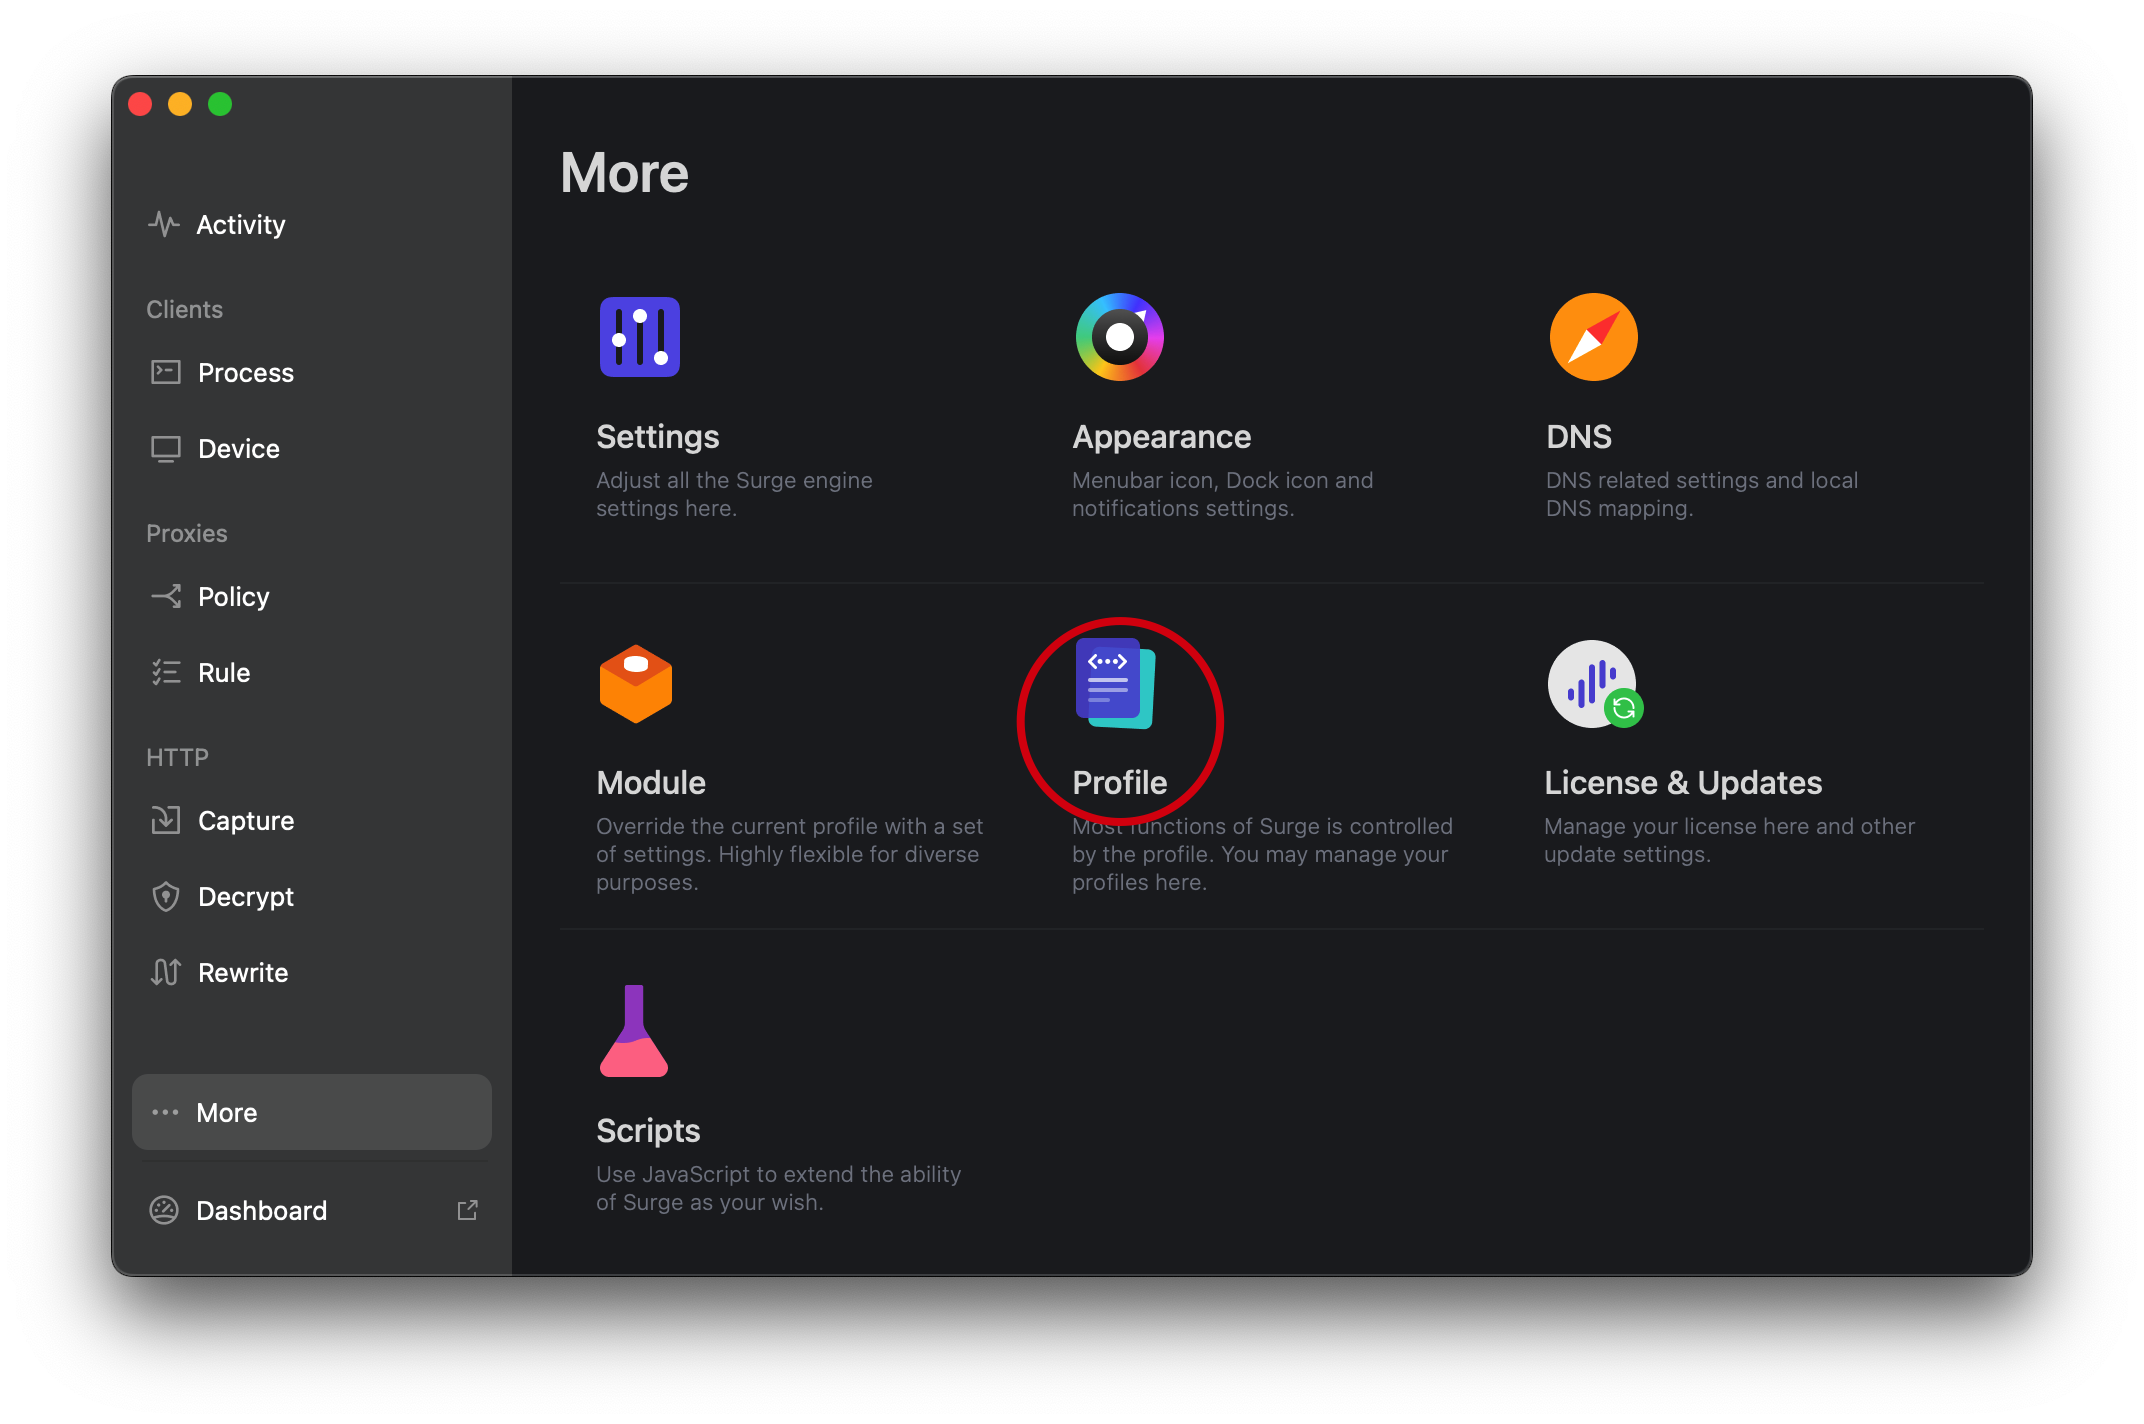 Activity
Clients
Process
Device
Proxies
Policy
Rule
HTTP
Capture
Decrypt
Rewrite
More
Dashboard
More
Settings
Adjust all the Surge engine
settings here.
Appearance
Menubar icon, Dock icon and
notifications settings.
DNS
DNS related settings and local
DNS mapping.
Module
Override the current profile with a set
of settings. Highly flexible for diverse
purposes.
Profile
Most functions of Surge is controlled
by the profile. You may manage your
profiles here.
License & Updates
Manage your license here and other
update settings.
Scripts
Use JavaScript to extend the ability
of Surge as your wish.